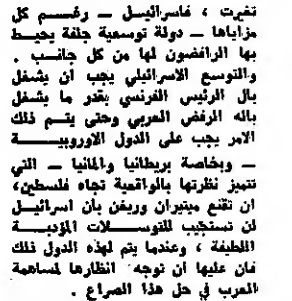 تغيرت ، فاسرائيل — رغم كل
مزاياها — دولة توسعية جلفة يحيط
بها الرافضون لها من كل جانب .
والتوسع الاسرائيلي يجب ان يشغل
بال الرئيس الفرنسي بقدر ما يشغل
باله الرفض العربي وحتى يتم ذلك
الامر يجب على الدول الاوروبية
— وبخاصة بريطانيا والمانيا — التي
تتميز نظرتها بالواقعية تجاه فلسطين،
ان تقنع ميتيران وريغن بأن اسرائيل
لن تستجيب للتوسلات المؤدبة
اللطيفة ، وعندما يتم لهذه الدول ذلك
فان عليها ان توجه انظارها لمساهمة
العرب في حل هذا الصراع .